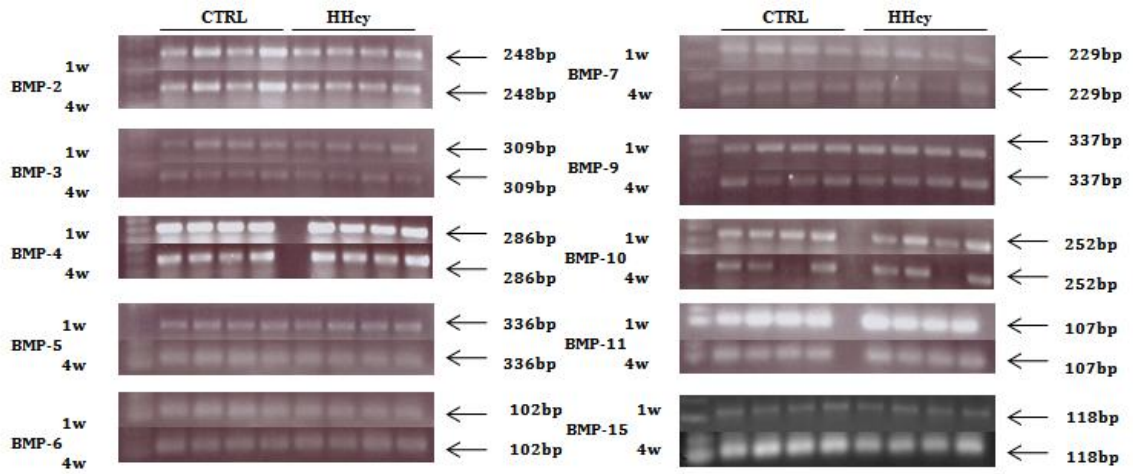 CTRL HHcy
1w 248bp
BMP-2
4w 248bp
1w 309bp
BMP-3
4w 309bp
1w 286bp
BMP-4
4w 286bp
1w 336bp
BMP-5
4w 336bp
1w 102bp
BMP-6
4w 102bp
CTRL HHcy
1w 229bp
BMP-7
4w 229bp
1w 337bp
BMP-9
4w 337bp
1w 252bp
BMP-10
4w 252bp
1w 107bp
BMP-11
4w 107bp
1w 118bp
BMP-15
4w 118bp